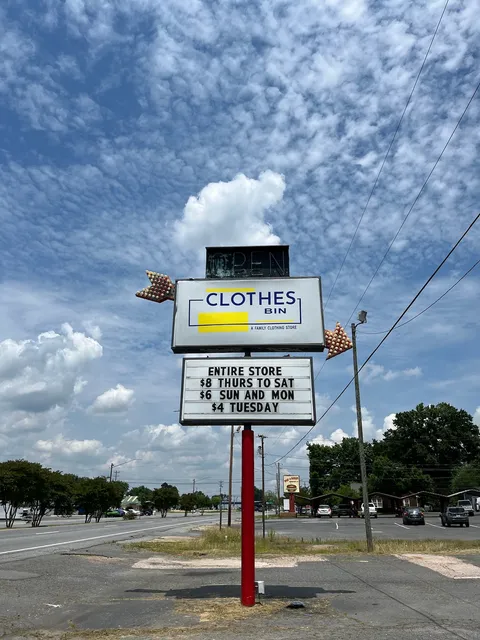 OPEN
CLOTHES
BIN
A FAMILY CLOTHING STORE
ENTIRE STORE
$8 THURS TO SAT
$6 SUN AND MON
$4 TUESDAY